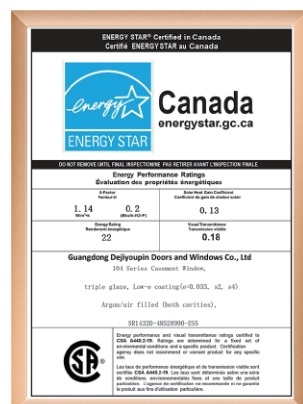 ENERGY STAR® Certified in Canada
Certifié ENERGY STAR au Canada
energy
ENERGY STAR
Canada
energystar.gc.ca
DO NOT REMOVE UNTIL FINAL INSPECTION/NE PAS RETIRER AVANT L'INSPECTION FINALE
Energy Performance Ratings
Évaluation des propriétés énergétiques
U-Factor
Facteur-U
Solar Heat Gain Coefficient
Coefficient de gain de chaleur solaire
1.14
0.2
0.13
W/m²·K
(Btu/h·ft2·F)
Energy Rating
Rendement énergétique
Visual Transmittance
Transmission visible
22
0.18
Guangdong Dejiyoupin Doors and Windows Co., Ltd
104 Series Casement Window,
triple glaze, Low-e coating(e=0.033, s2, s4)
Argon/air filled (both cavities),
Energy performance and visual transmittance ratings certified to
CSA A440.2-19. Ratings are determined for a fixed set of
environmental conditions and a specific product. Certification
agency does not recommend or warrant product for any specific
use.
Les taux de performance énergétique et de transmission visible sont
certifiés CSA A440.2-19. Les taux sont déterminés selon une série
de conditions environnementales fixes et une taille de produit
particulière. L'agence de certification ne recommande ni ne garantie
le produit aux fins d'utilisation particulière.